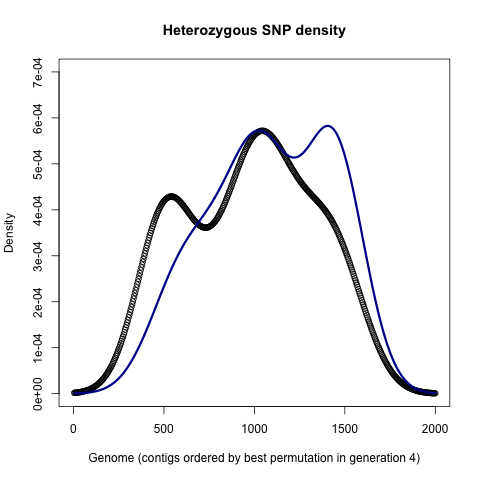 Heterozygous SNP density
7e-04
6e-04
5e-04
4e-04
3e-04
2e-04
1e-04
0e+00
Density
0 500 1000 1500 2000
Genome (contigs ordered by best permutation in generation 4)